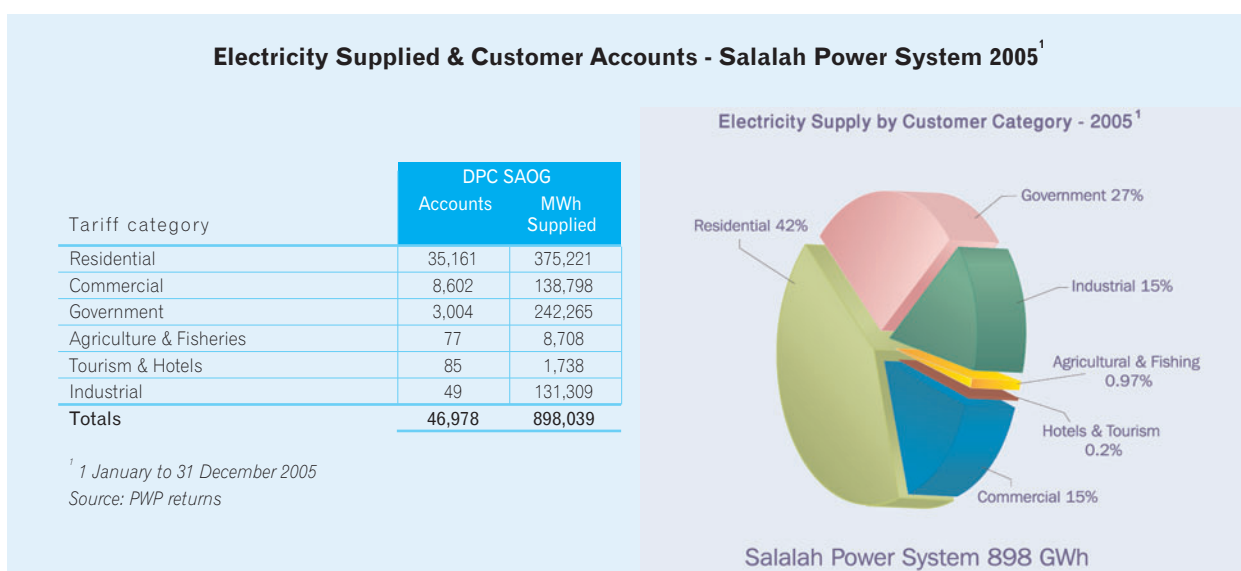 Electricity Supplied & Customer Accounts - Salalah Power System 2005¹
DPC SAOG
Tariff category Accounts MWh Supplied
Residential 35,161 375,221
Commercial 8,602 138,798
Government 3,004 242,265
Agriculture & Fisheries 77 8,708
Tourism & Hotels 85 1,738
Industrial 49 131,309
Totals 46,978 898,039
¹ 1 January to 31 December 2005
Source: PWP returns
Electricity Supply by Customer Category - 2005¹
Government 27%
Residential 42%
Industrial 15%
Agricultural & Fishing
0.97%
Hotels & Tourism
0.2%
Commercial 15%
Salalah Power System 898 GWh